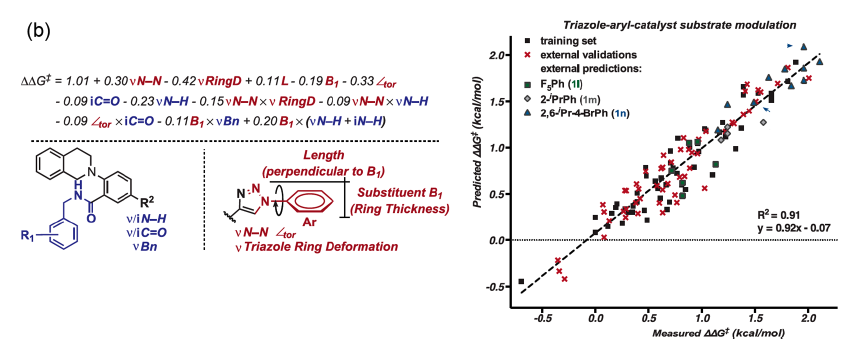 (b)
ΔΔG‡ = 1.01 + 0.30 νN–N - 0.42 νRingD + 0.11 L - 0.19 B1 - 0.33 ∠tor
- 0.09 iC=O - 0.23 νN–H - 0.15 νN–N × ν RingD - 0.09 νN–N × νN–H
- 0.09 ∠tor × iC=O - 0.11 B1 × νBn + 0.20 B1 × (νN–H + iN–H)
N
R2
H
N
O
R1
ν/iN–H
ν/iC=O
ν Bn
Length
(perpendicular to B1)
N N
N
Ar
Substituent B1
(Ring Thickness)
ν N–N ∠tor
ν Triazole Ring Deformation
Triazole-aryl-catalyst substrate modulation
training set
external validations
external predictions:
F5Ph (1l)
2-iPrPh (1m)
2,6-iPr-4-BrPh (1n)
Predicted ΔΔG‡ (kcal/mol)
2.0
1.5
1.0
0.5
0.0
-0.5
R2 = 0.91
y = 0.92x - 0.07
-0.5 0.0 0.5 1.0 1.5 2.0
Measured ΔΔG‡ (kcal/mol)